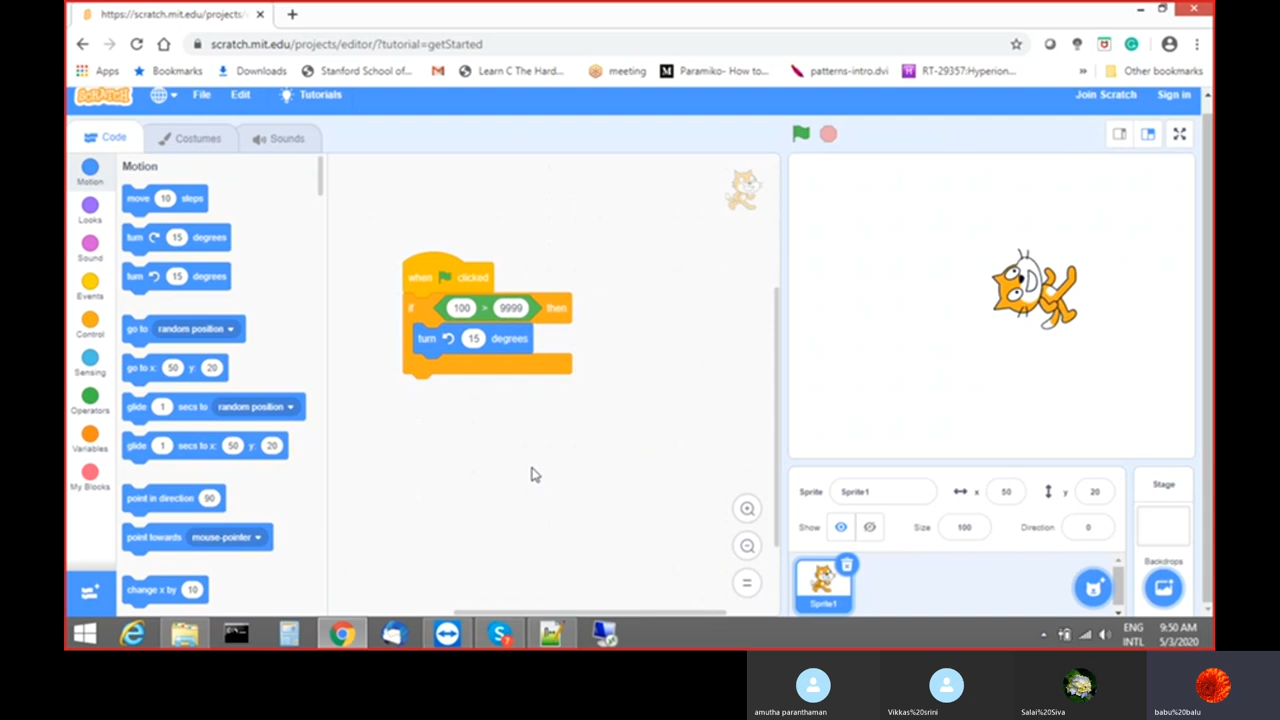 https://scratch.mit.edu/projects/
scratch.mit.edu/projects/editor/?tutorial=getStarted
Apps Bookmarks Downloads Stanford School of... Learn C The Hard... meeting Paramiko- How to... patterns-intro.dvi RT-29357:Hyperion... » Other bookmarks
SCRATCH File Edit Tutorials Join Scratch Sign in
Code Costumes Sounds
Motion
Looks
Sound
Events
Control
Sensing
Operators
Variables
My Blocks
Motion
move 10 steps
turn 15 degrees
turn 15 degrees
go to random position
go to x: 50 y: 20
glide 1 secs to random position
glide 1 secs to x: 50 y: 20
point in direction 90
point towards mouse-pointer
change x by 10
when clicked
if 100 > 9999 then
turn 15 degrees
Sprite Sprite1 x 50 y 20
Show Size 100 Direction 0
Sprite1
Stage
Backdrops
ENG
INTL
9:50 AM
5/3/2020
amutha paranthaman
Vikkas%20srini
Salai%20Siva
babu%20balu